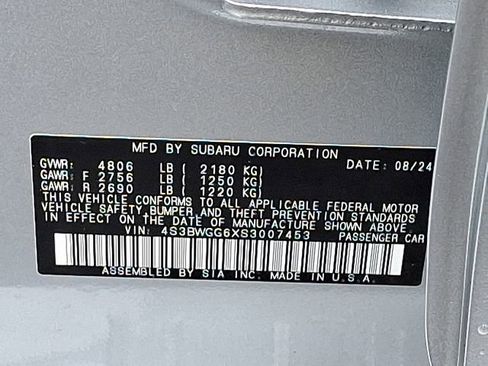 MFD BY SUBARU CORPORATION
GVWR: 4806 LB ( 2180 KG) DATE: 08/24
GAWR: F 2756 LB ( 1250 KG)
GAWR: R 2690 LB ( 1220 KG)
THIS VEHICLE CONFORMS TO ALL APPLICABLE FEDERAL MOTOR
VEHICLE SAFETY,BUMPER AND THEFT PREVENTION STANDARDS
IN EFFECT ON THE DATE OF MANUFACTURE SHOWN ABOVE.
VIN: 4S3BWGG6XS3007453 PASSENGER CAR
ASSEMBLED BY SIA INC. MADE IN U.S.A.